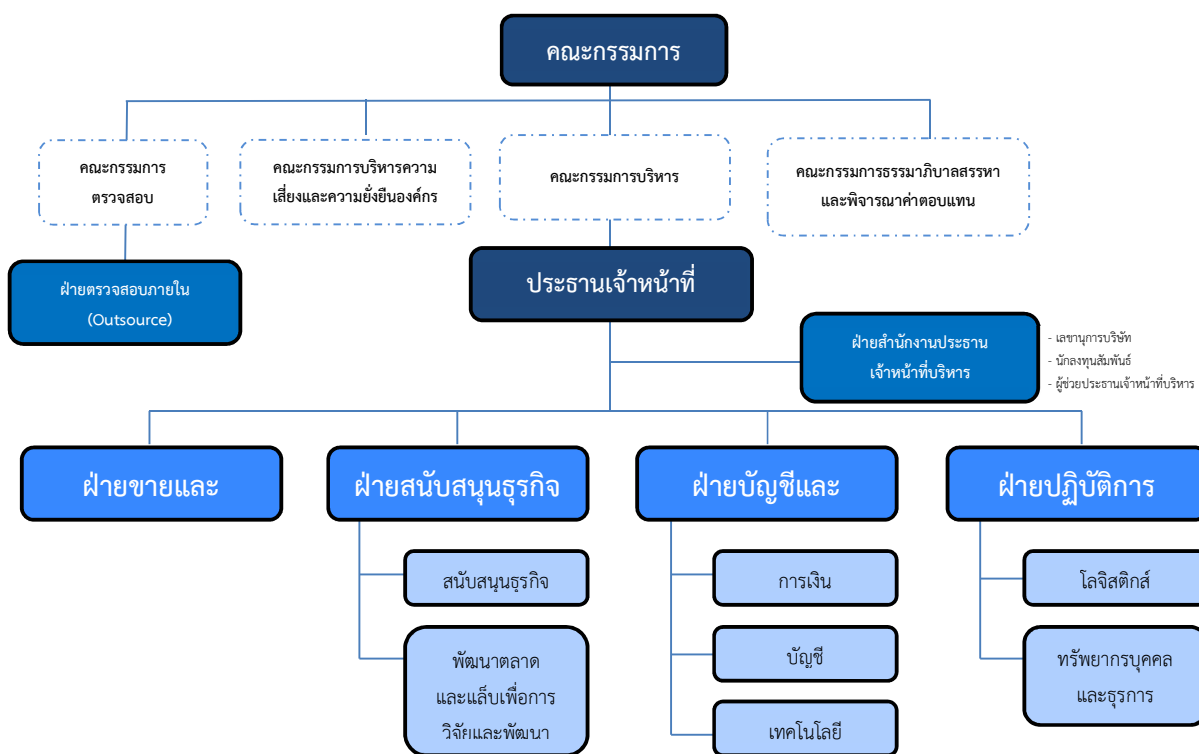 คณะกรรมการ
คณะกรรมการ
ตรวจสอบ
คณะกรรมการบริหารความ
เสี่ยงและความยั่งยืนองค์กร
คณะกรรมการบริหาร
คณะกรรมการธรรมาภิบาลสรรหา
และพิจารณาค่าตอบแทน
ฝ่ายตรวจสอบภายใน
(Outsource)
ประธานเจ้าหน้าที่
ฝ่ายสำนักงานประธาน
เจ้าหน้าที่บริหาร
- เลขานุการบริษัท
- นักลงทุนสัมพันธ์
- ผู้ช่วยประธานเจ้าหน้าที่บริหาร
ฝ่ายขายและ
ฝ่ายสนับสนุนธุรกิจ
ฝ่ายบัญชีและ
ฝ่ายปฏิบัติการ
สนับสนุนธุรกิจ
การเงิน
โลจิสติกส์
พัฒนาตลาด
และแล็บเพื่อการ
วิจัยและพัฒนา
บัญชี
ทรัพยากรบุคคล
และธุรการ
เทคโนโลยี